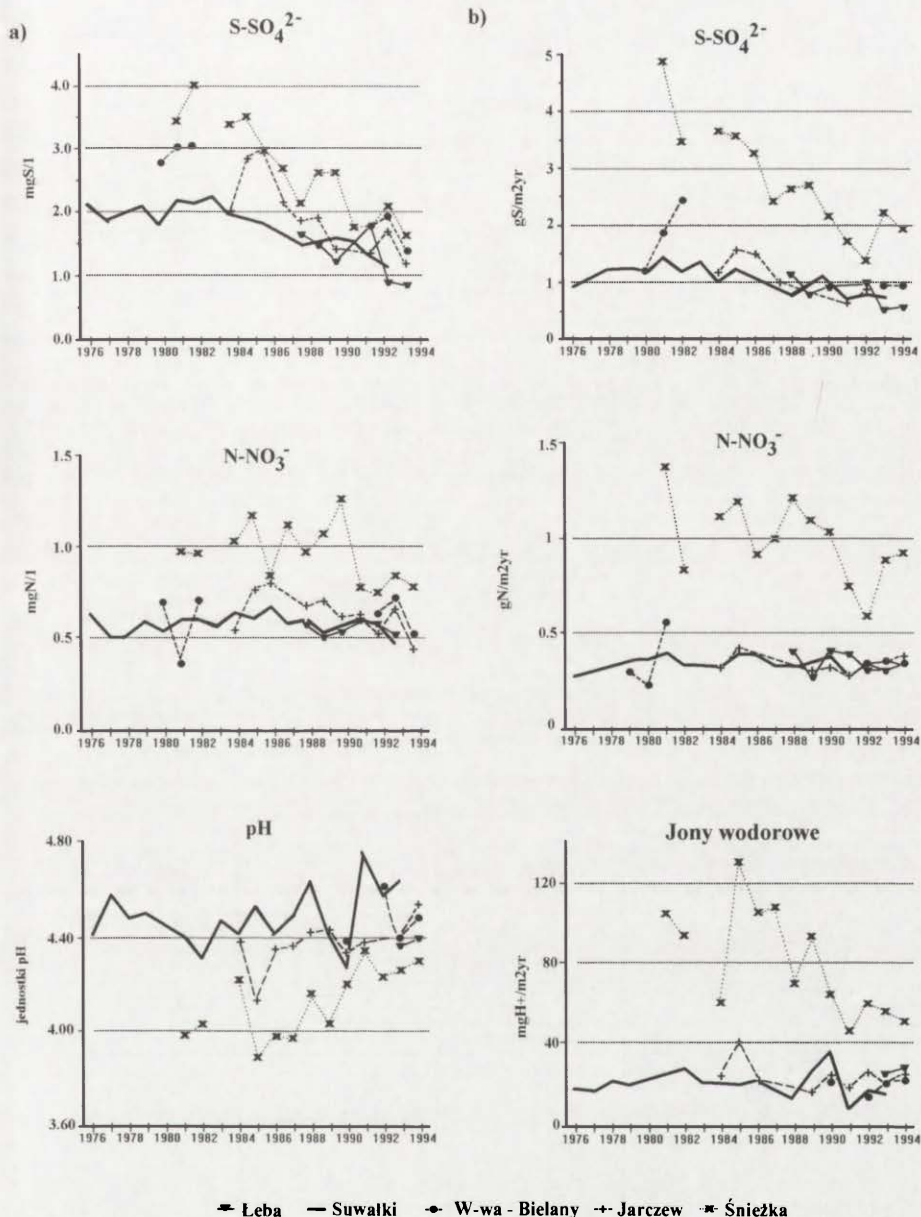 a)
S-SO₄²⁻
mgS/l
4.0
3.0
2.0
1.0
0.0
1976 1978 1980 1982 1984 1986 1988 1990 1992 1994
b)
S-SO₄²⁻
gS/m2yr
5
4
3
2
1
0
1976 1978 1980 1982 1984 1986 1988 1990 1992 1994
N-NO₃⁻
mgN/l
1.5
1.0
0.5
0.0
1976 1978 1980 1982 1984 1986 1988 1990 1992 1994
N-NO₃⁻
gN/m2yr
1.5
1
0.5
0
1976 1978 1980 1982 1984 1986 1988 1990 1992 1994
pH
jednostki pH
4.80
4.40
4.00
3.60
1976 1978 1980 1982 1984 1986 1988 1990 1992 1994
Jony wodorowe
mgH+/m2yr
120
80
40
0
1976 1978 1980 1982 1984 1986 1988 1990 1992 1994
Łeba Suwałki W-wa - Bielany Jarczew Śnieżka